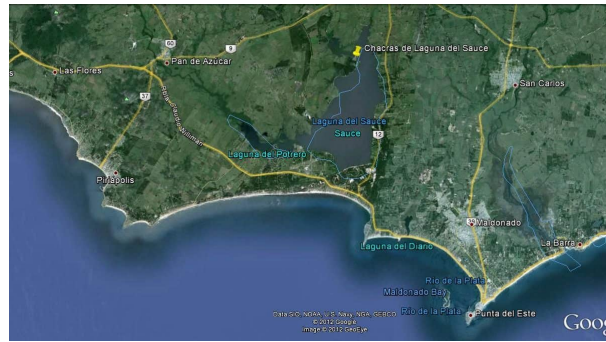 60
9
Chacras de Laguna del Sauce
Las Flores
Pan de Azúcar
San Carlos
37
Laguna del Sauce
Sauce
12
Laguna del Potrero
Piriápolis
Maldonado
La Barra
Laguna del Diario
Río de la Plata
Maldonado Bay
Río de la Plata
Punta del Este
Data SIO, NOAA, U.S. Navy, NGA, GEBCO
© 2012 Google
Image © 2012 GeoEye
Goog